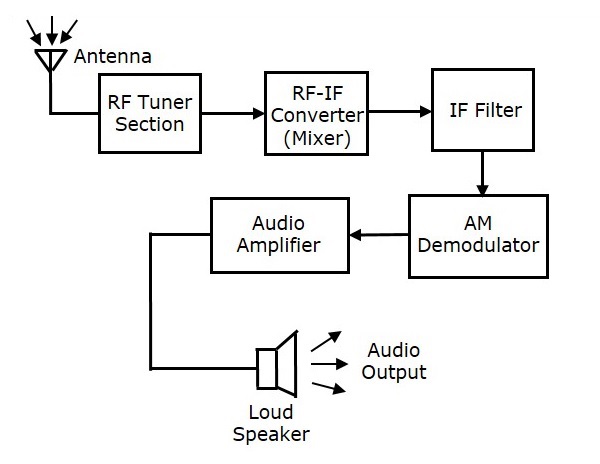 Antenna
RF Tuner
Section
RF-IF
Converter
(Mixer)
IF Filter
AM
Demodulator
Audio
Amplifier
Loud
Speaker
Audio
Output